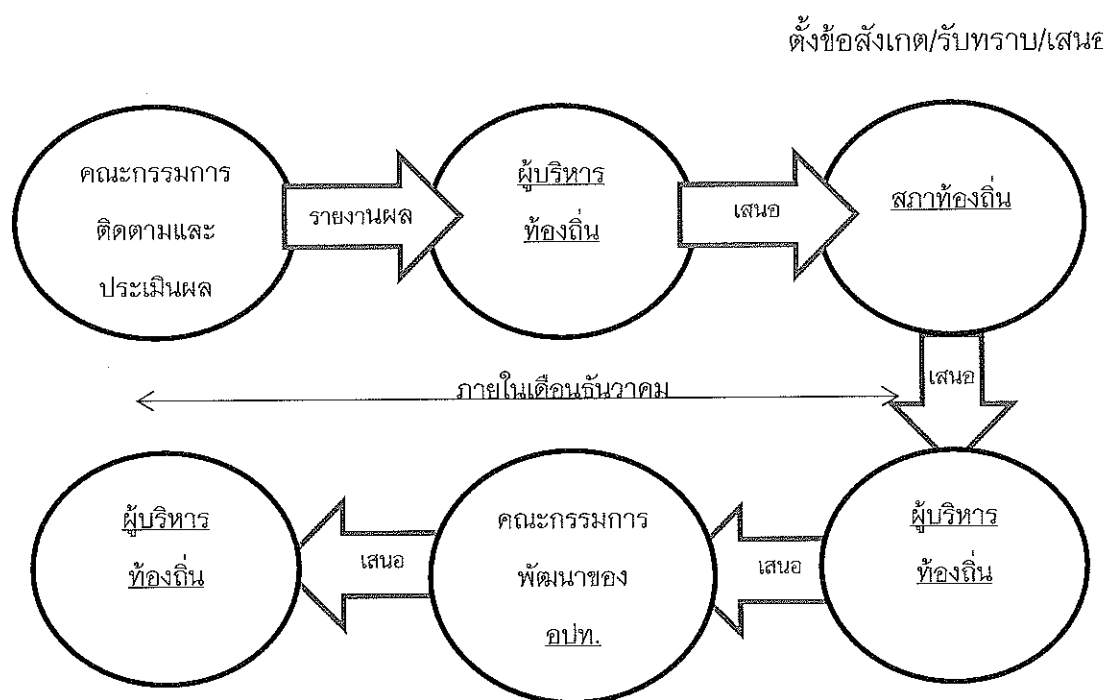 ตั้งข้อสังเกต/รับทราบ/เสนอ
คณะกรรมการ
ติดตามและ
ประเมินผล
รายงานผล
ผู้บริหาร
ท้องถิ่น
เสนอ
สภาท้องถิ่น
เสนอ
ภายในเดือนธันวาคม
ผู้บริหาร
ท้องถิ่น
เสนอ
คณะกรรมการ
พัฒนาของ
อปท.
เสนอ
ผู้บริหาร
ท้องถิ่น